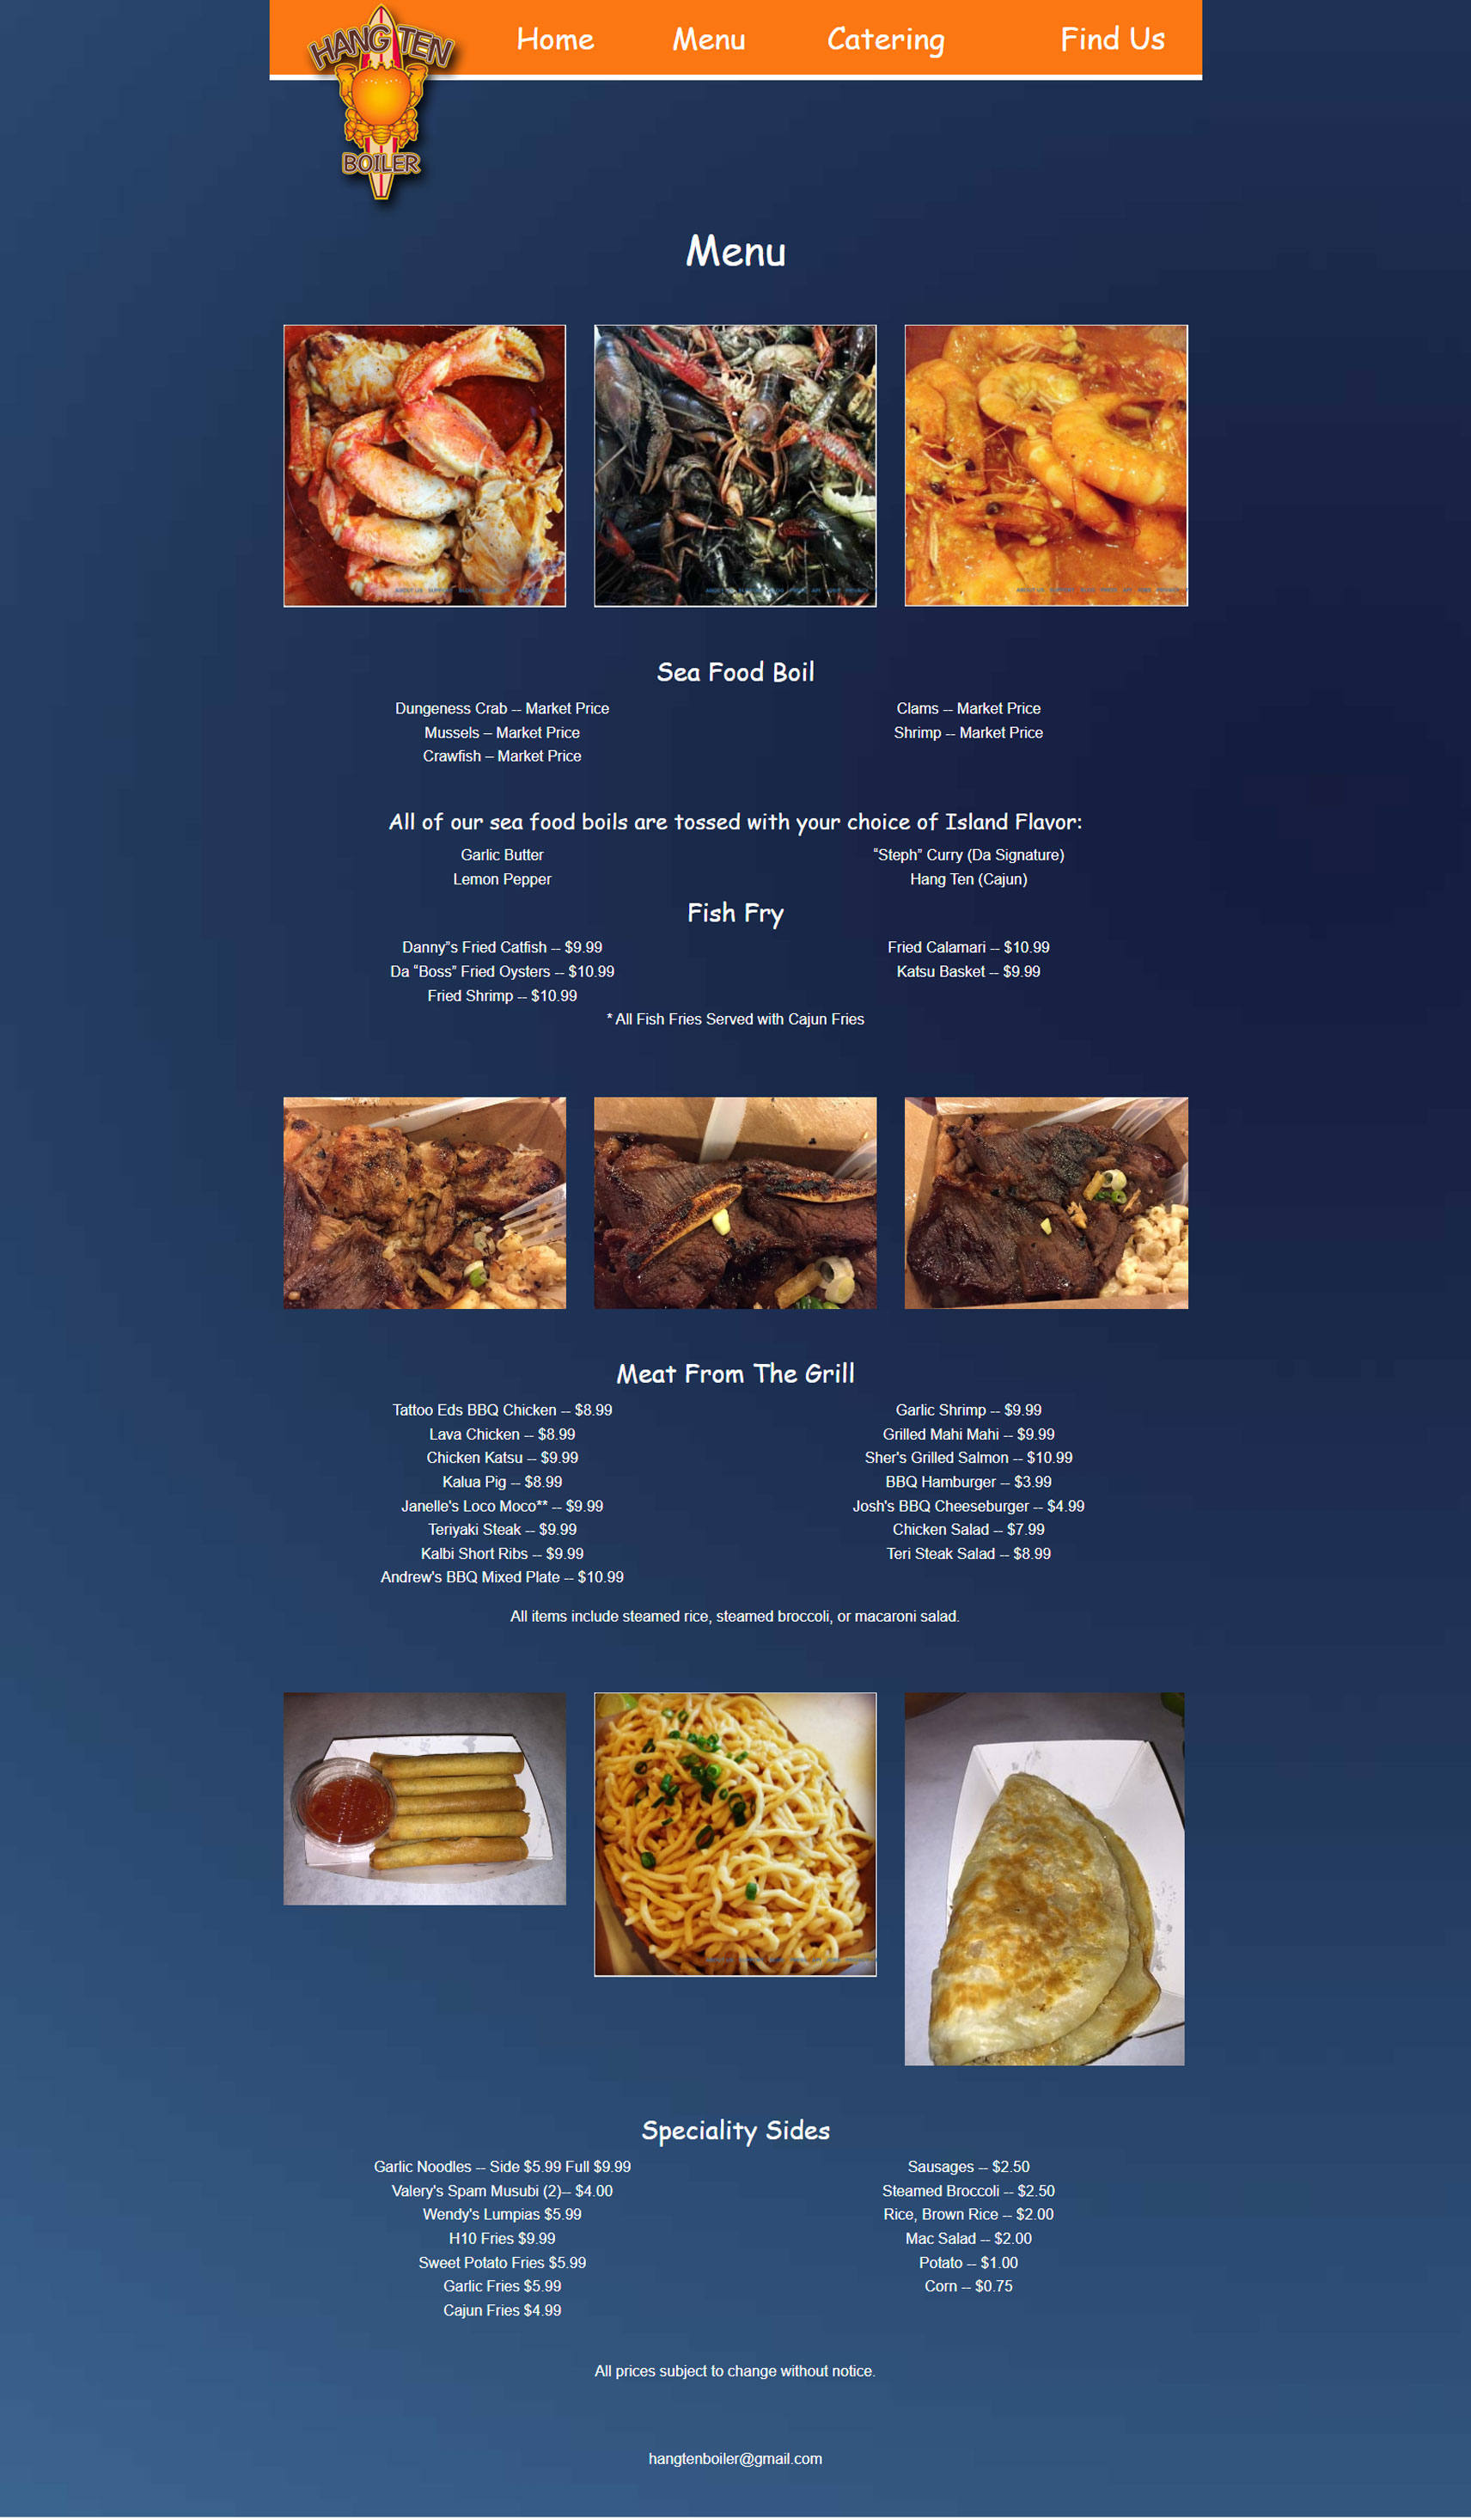 HANG TEN
BOILER
Home Menu Catering Find Us
Menu
Sea Food Boil
Dungeness Crab -- Market Price
Mussels – Market Price
Crawfish – Market Price
Clams -- Market Price
Shrimp -- Market Price
All of our sea food boils are tossed with your choice of Island Flavor:
Garlic Butter
Lemon Pepper
“Steph” Curry (Da Signature)
Hang Ten (Cajun)
Fish Fry
Danny”s Fried Catfish -- $9.99
Da “Boss” Fried Oysters -- $10.99
Fried Shrimp -- $10.99
Fried Calamari -- $10.99
Katsu Basket -- $9.99
* All Fish Fries Served with Cajun Fries
Meat From The Grill
Tattoo Eds BBQ Chicken -- $8.99
Lava Chicken -- $8.99
Chicken Katsu -- $9.99
Kalua Pig -- $8.99
Janelle's Loco Moco** -- $9.99
Teriyaki Steak -- $9.99
Kalbi Short Ribs -- $9.99
Andrew's BBQ Mixed Plate -- $10.99
Garlic Shrimp -- $9.99
Grilled Mahi Mahi -- $9.99
Sher's Grilled Salmon -- $10.99
BBQ Hamburger -- $3.99
Josh's BBQ Cheeseburger -- $4.99
Chicken Salad -- $7.99
Teri Steak Salad -- $8.99
All items include steamed rice, steamed broccoli, or macaroni salad.
Speciality Sides
Garlic Noodles -- Side $5.99 Full $9.99
Valery's Spam Musubi (2)-- $4.00
Wendy's Lumpias $5.99
H10 Fries $9.99
Sweet Potato Fries $5.99
Garlic Fries $5.99
Cajun Fries $4.99
Sausages -- $2.50
Steamed Broccoli -- $2.50
Rice, Brown Rice -- $2.00
Mac Salad -- $2.00
Potato -- $1.00
Corn -- $0.75
All prices subject to change without notice.
hangtenboiler@gmail.com